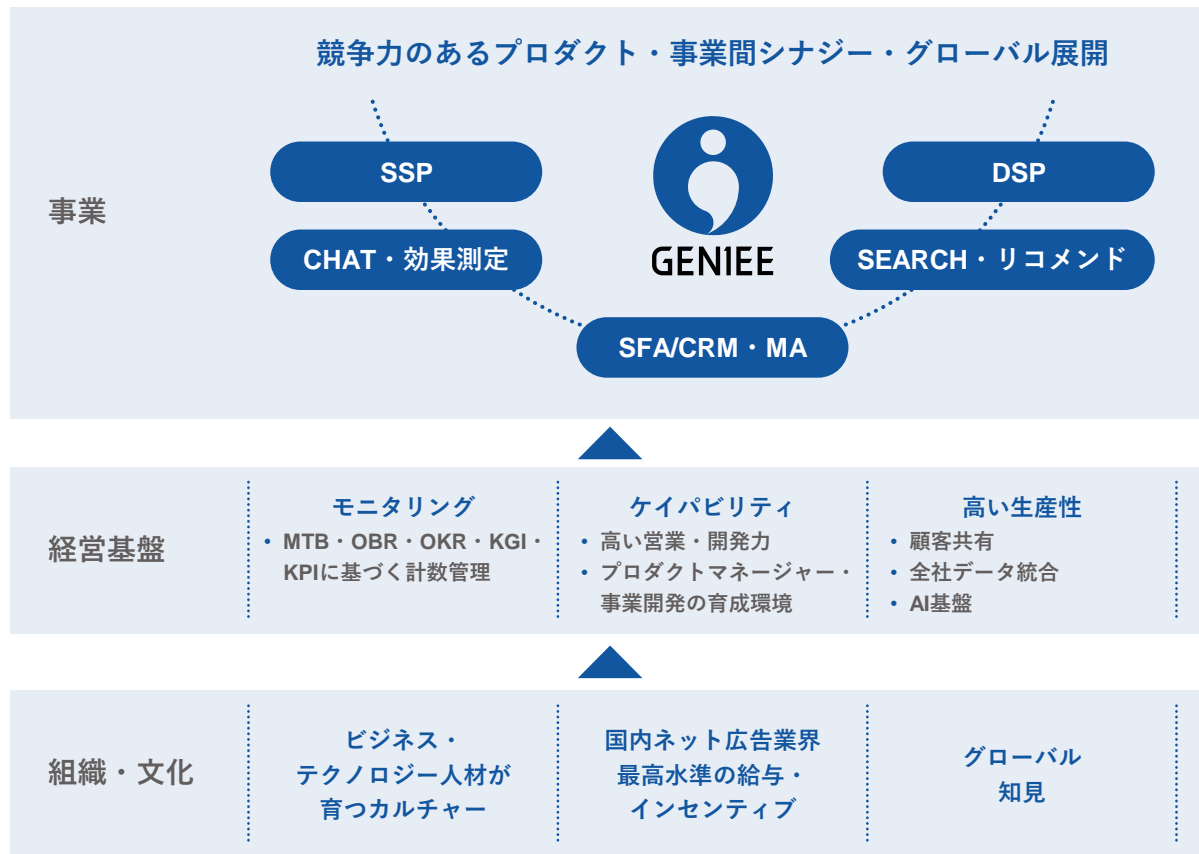 競争力のあるプロダクト・事業間シナジー・グローバル展開
事業
SSP
DSP
GENIEE
CHAT・効果測定
SEARCH・リコメンド
SFA/CRM・MA
経営基盤
モニタリング
• MTB・OBR・OKR・KGI・
KPIに基づく計数管理
ケイパビリティ
• 高い営業・開発力
• プロダクトマネージャー・
事業開発の育成環境
高い生産性
• 顧客共有
• 全社データ統合
• AI基盤
組織・文化
ビジネス・
テクノロジー人材が
育つカルチャー
国内ネット広告業界
最高水準の給与・
インセンティブ
グローバル
知見